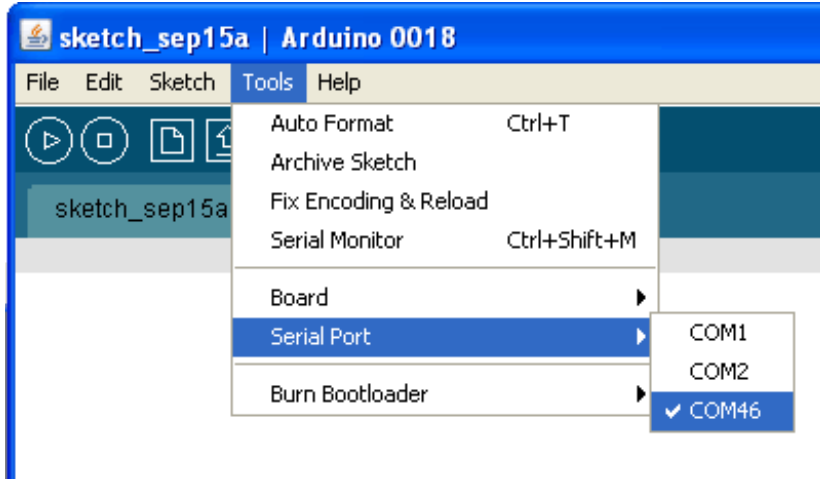 sketch_sep15a | Arduino 0018
File Edit Sketch Tools Help
Auto Format Ctrl+T
Archive Sketch
sketch_sep15a
Fix Encoding & Reload
Serial Monitor Ctrl+Shift+M
Board
Serial Port
COM1
COM2
Burn Bootloader
COM46